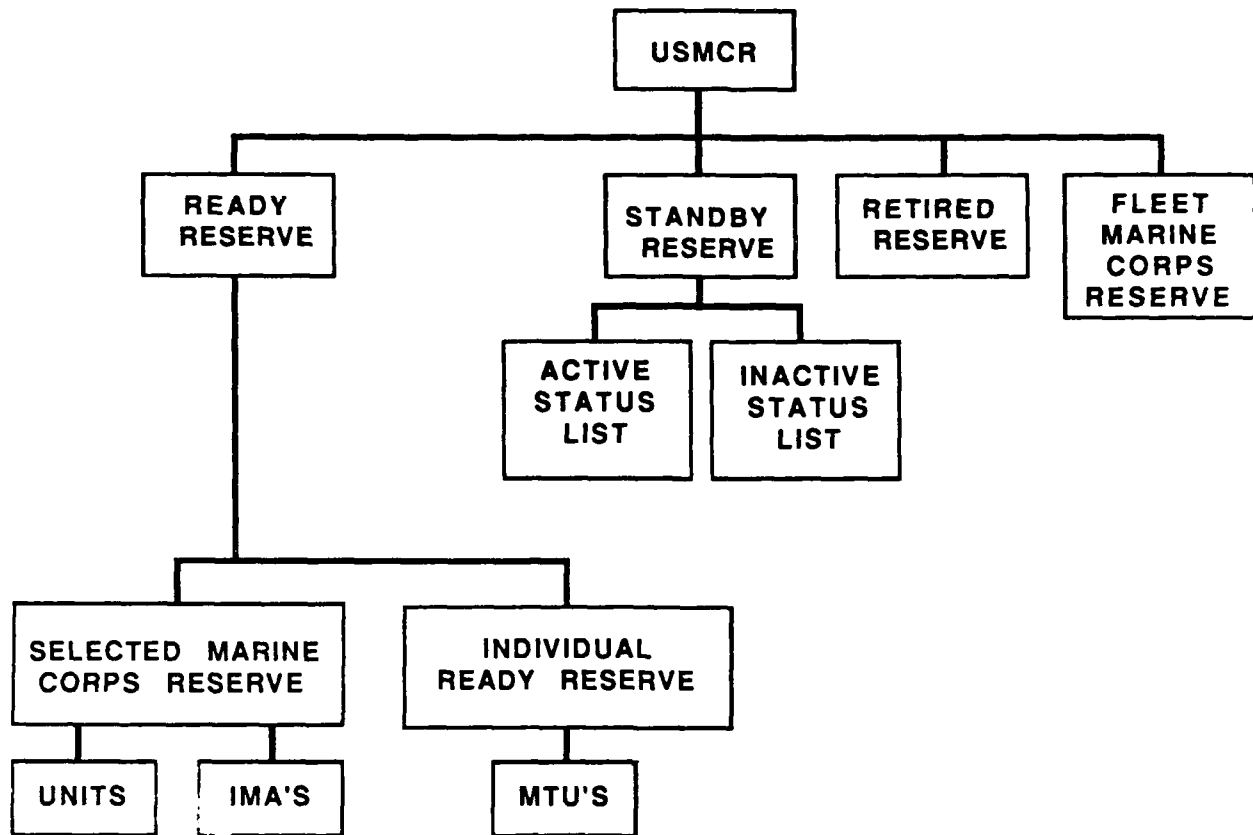 USMCR
READY
RESERVE
STANDBY
RESERVE
RETIRED
RESERVE
FLEET
MARINE
CORPS
RESERVE
ACTIVE
STATUS
LIST
INACTIVE
STATUS
LIST
SELECTED MARINE
CORPS RESERVE
INDIVIDUAL
READY RESERVE
UNITS
IMA'S
MTU'S